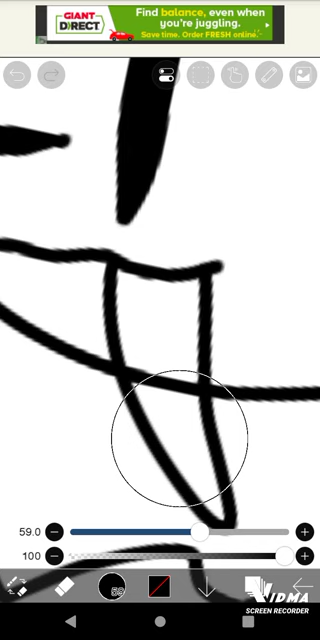 GIANT
DIRECT
Find balance, even when
you're juggling.
Save time. Order FRESH online.
59.0
100
59
VIDMA
SCREEN RECORDER